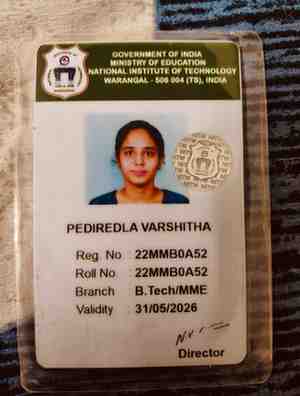 GOVERNMENT OF INDIA
MINISTRY OF EDUCATION
NATIONAL INSTITUTE OF TECHNOLOGY
WARANGAL - 506 004 (TS), INDIA
PEDIREDLA VARSHITHA
Reg. No : 22MMB0A52
Roll No : 22MMB0A52
Branch : B.Tech/MME
Validity : 31/05/2026
Director